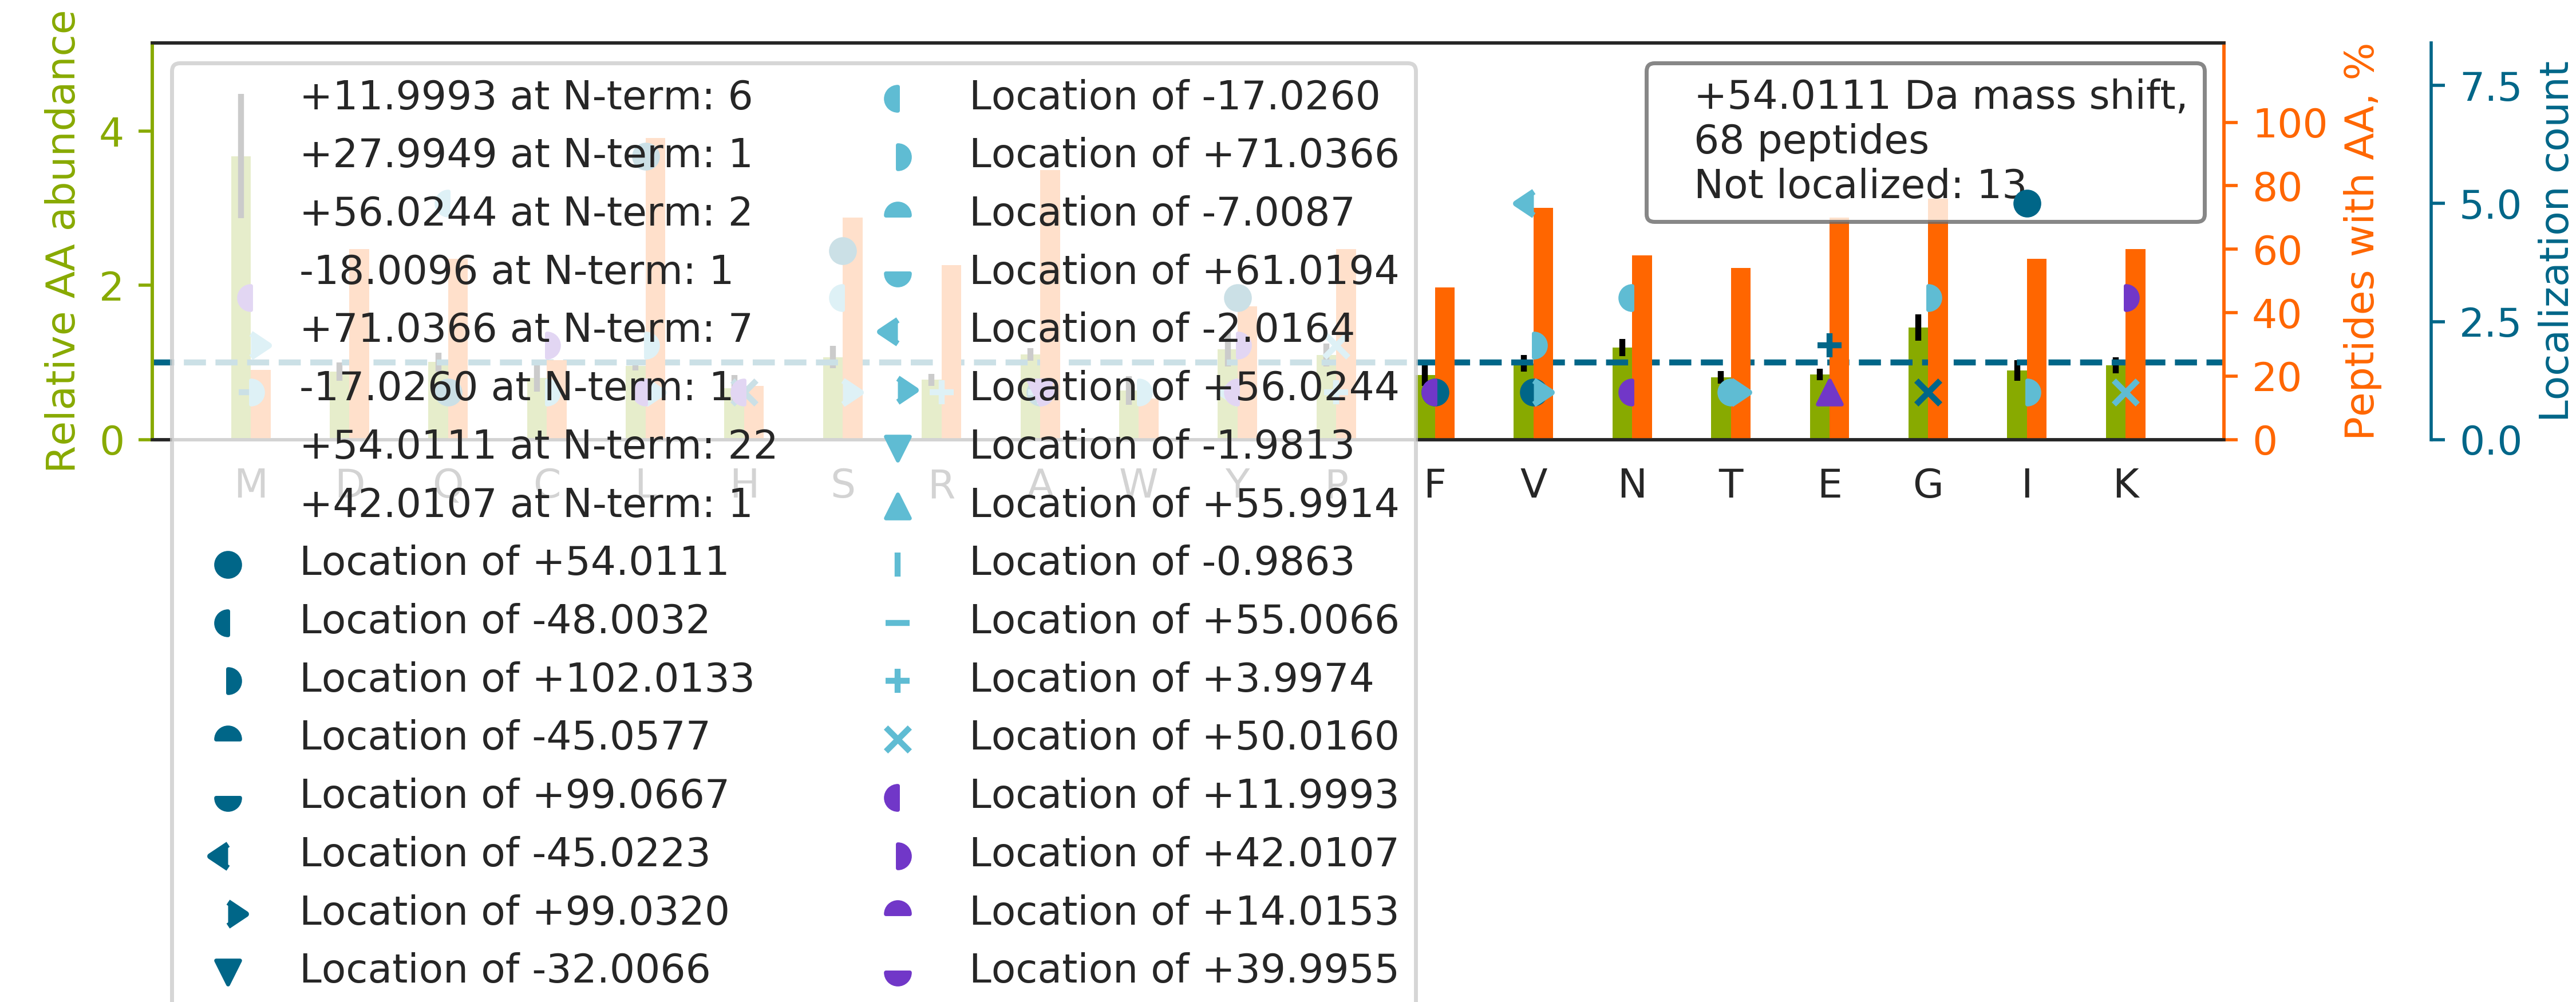 Relative AA abundance
4
2
0
+11.9993 at N-term: 6
+27.9949 at N-term: 1
+56.0244 at N-term: 2
-18.0096 at N-term: 1
+71.0366 at N-term: 7
-17.0260 at N-term: 1
+54.0111 at N-term: 22
+42.0107 at N-term: 1
Location of +54.0111
Location of -48.0032
Location of +102.0133
Location of -45.0577
Location of +99.0667
Location of -45.0223
Location of +99.0320
Location of -32.0066
Location of -17.0260
Location of +71.0366
Location of -7.0087
Location of +61.0194
Location of -2.0164
Location of +56.0244
Location of -1.9813
Location of +55.9914
Location of -0.9863
Location of +55.0066
Location of +3.9974
Location of +50.0160
Location of +11.9993
Location of +42.0107
Location of +14.0153
Location of +39.9955
+54.0111 Da mass shift,
68 peptides
Not localized: 13
M D Q C L H S R A W Y P F V N T E G I K
100
80
60
40
20
0
Peptides with AA, %
7.5
5.0
2.5
0.0
Localization count